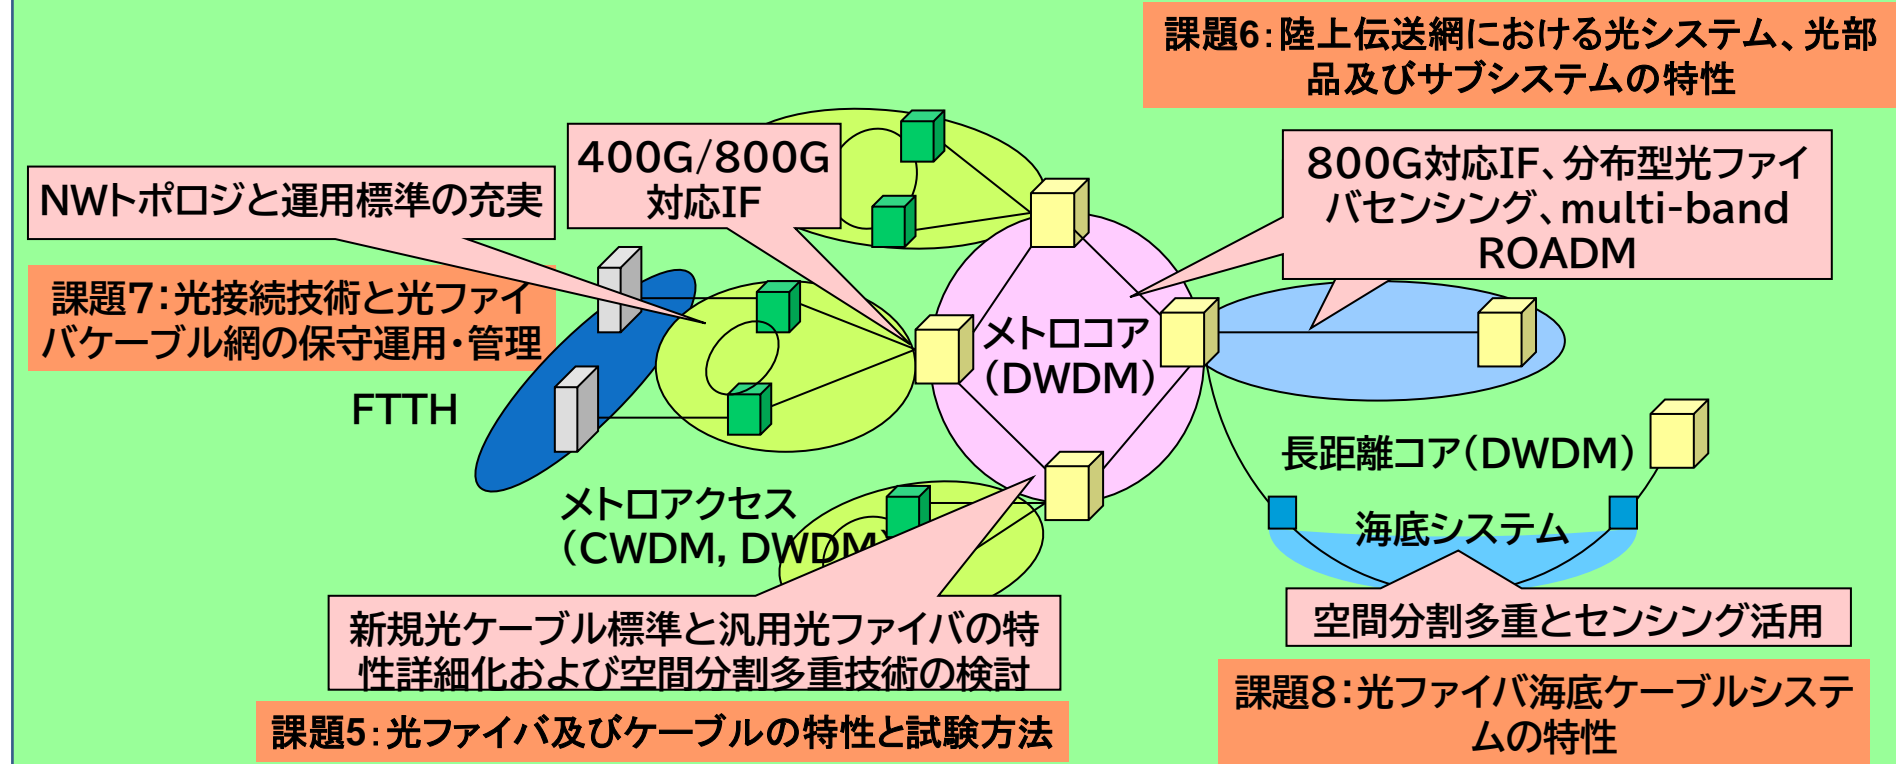 課題6：陸上伝送網における光システム、光部
品及びサブシステムの特性
400G/800G
対応IF
800G対応IF、分布型光ファイ
バセンシング、multi-band
ROADM
NWトポロジと運用標準の充実
課題7：光接続技術と光ファイ
バケーブル網の保守運用・管理
メトロコア
（DWDM）
FTTH
長距離コア（DWDM）
メトロアクセス
（CWDM, DWDM）
海底システム
新規光ケーブル標準と汎用光ファイバの特
性詳細化および空間分割多重技術の検討
空間分割多重とセンシング活用
課題5：光ファイバ及びケーブルの特性と試験方法
課題8：光ファイバ海底ケーブルシステ
ムの特性